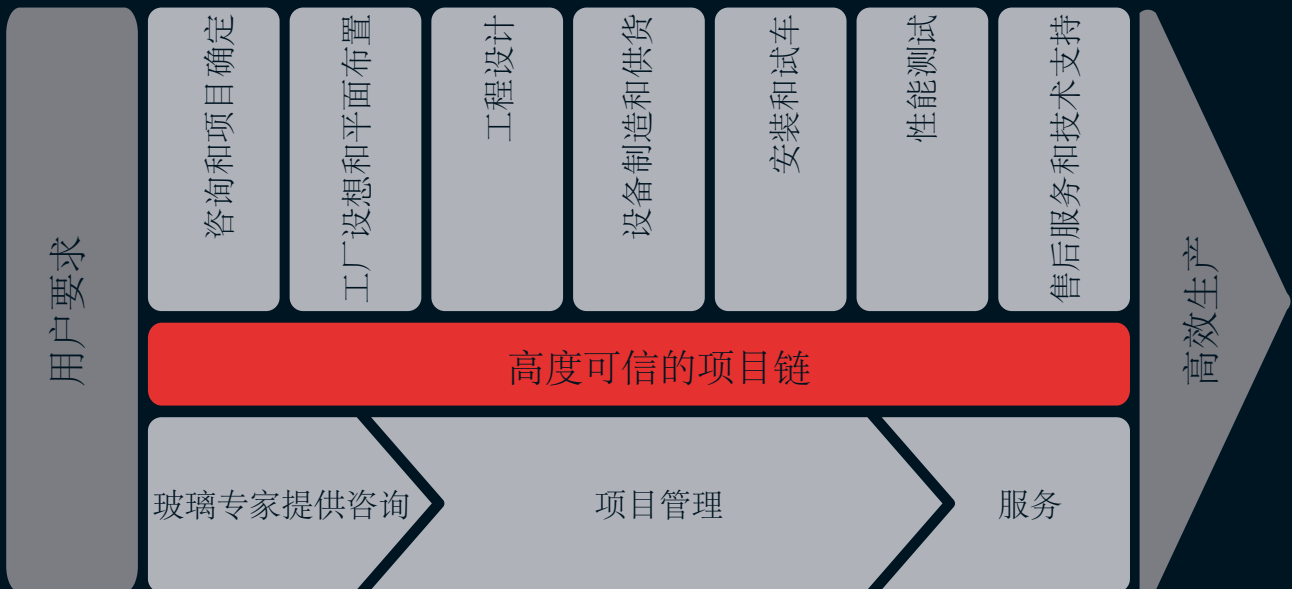 用户要求
咨询和项目确定
工厂设想和平面布置
工程设计
设备制造和供货
安装和试车
性能测试
售后服务和技术支持
高度可信的项目链
玻璃专家提供咨询
项目管理
服务
高效生产